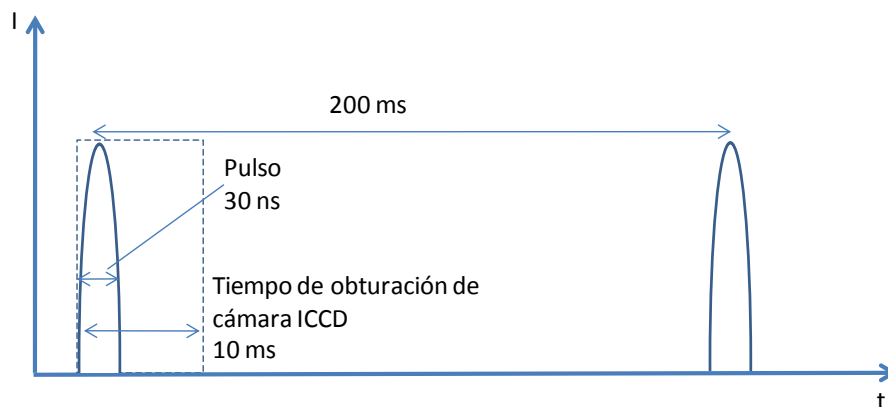 I
200 ms
Pulso
30 ns
Tiempo de obturación de
cámara ICCD
10 ms
t